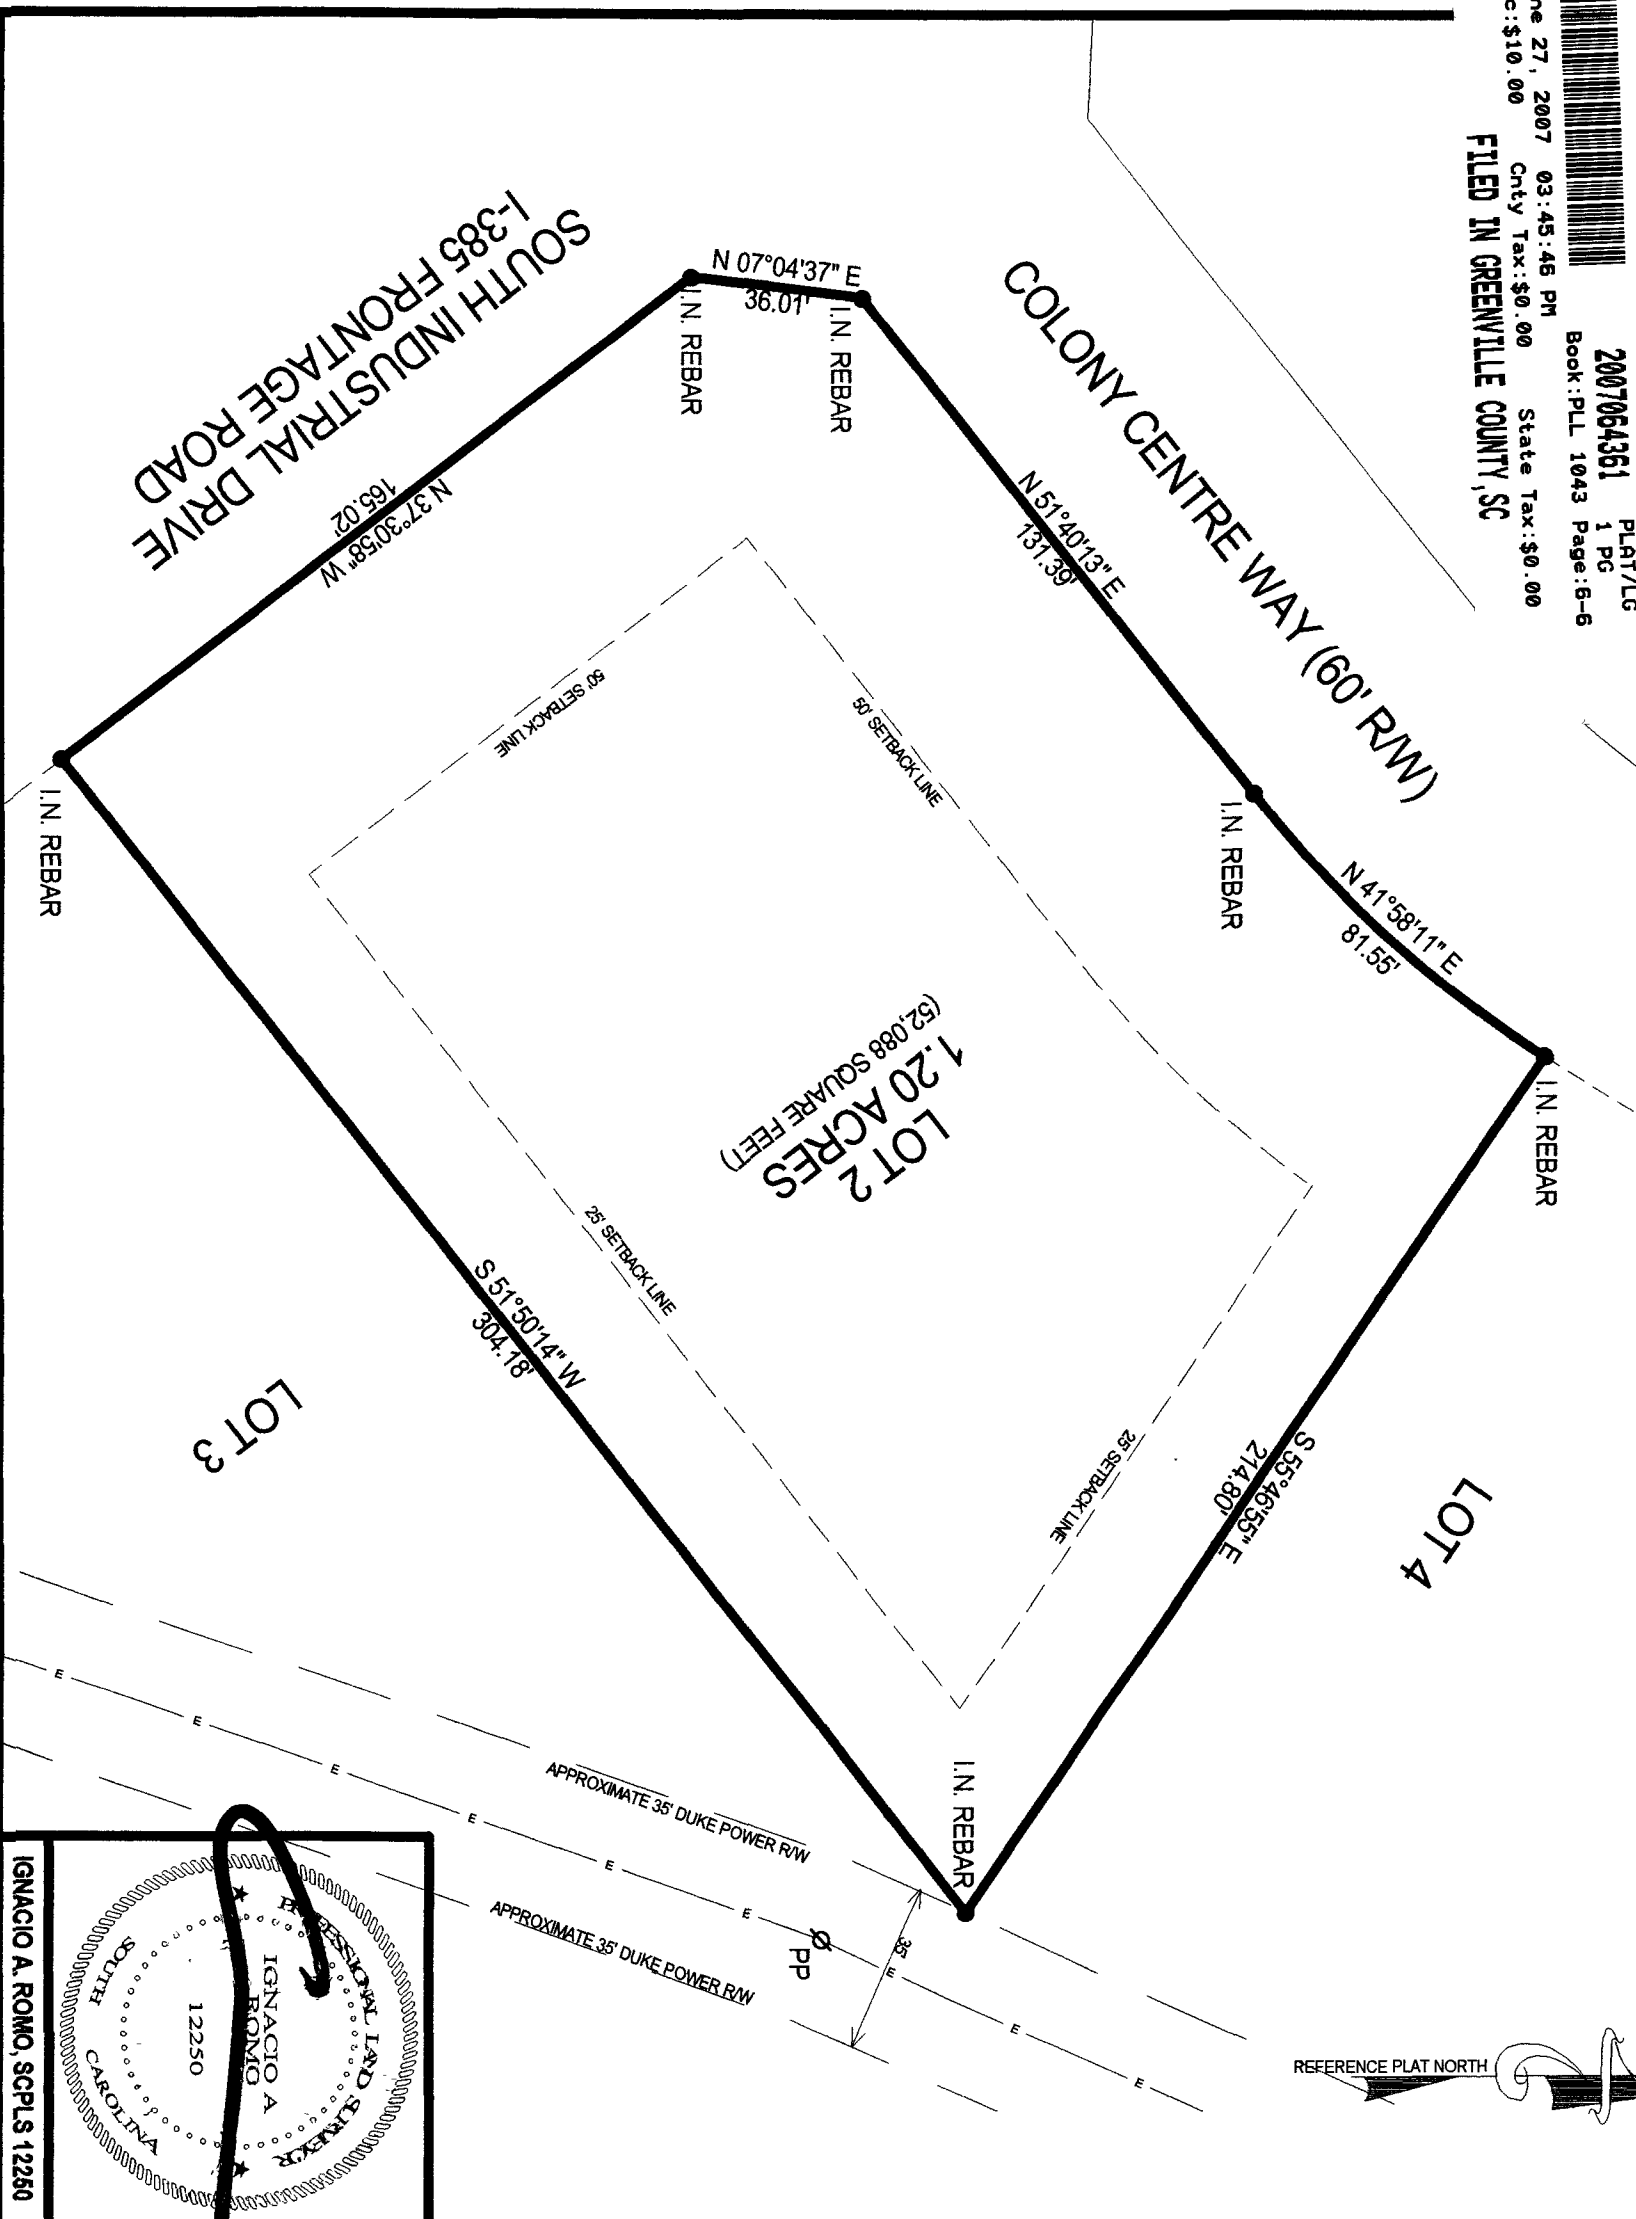 200706436​1 PLAT/LG
1 PG
Book:PLL 1043 Page:6-6
ne 27, 2007 03:45:46 PM
c:$10.00 Cnty Tax:$0.00 State Tax:$0.00
FILED IN GREENVILLE COUNTY,SC
SOUTH INDUSTRIAL DRIVE
I-385 FRONTAGE ROAD
N 37°30'58" W
165.02'
N 07°04'37" E
36.01'
I.N. REBAR
I.N. REBAR
COLONY CENTRE WAY (60' R/W)
N 51°40'13" E
131.39'
I.N. REBAR
N 41°58'11" E
81.55'
I.N. REBAR
I.N. REBAR
50' SETBACK LINE
50' SETBACK LINE
LOT 2
1.20 ACRES
(52,088 SQUARE FEET)
25' SETBACK LINE
25' SETBACK LINE
S 51°50'14" W
304.18'
S 55°46'55" E
214.80'
LOT 3
LOT 4
I.N. REBAR
APPROXIMATE 35' DUKE POWER R/W
APPROXIMATE 35' DUKE POWER R/W
E
E
E
E
E
E
E
E
E
35'
PP
REFERENCE PLAT NORTH
PROFESSIONAL LAND SURVEYOR
SOUTH CAROLINA
IGNACIO A
ROMO
12250
IGNACIO A. ROMO, SCPLS 12250